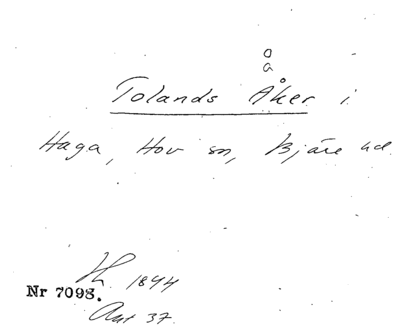 å
Tolands Åker i
Haga, Hov sn, Bjäre hd.
1844
Nr 7098.
Akt 37.